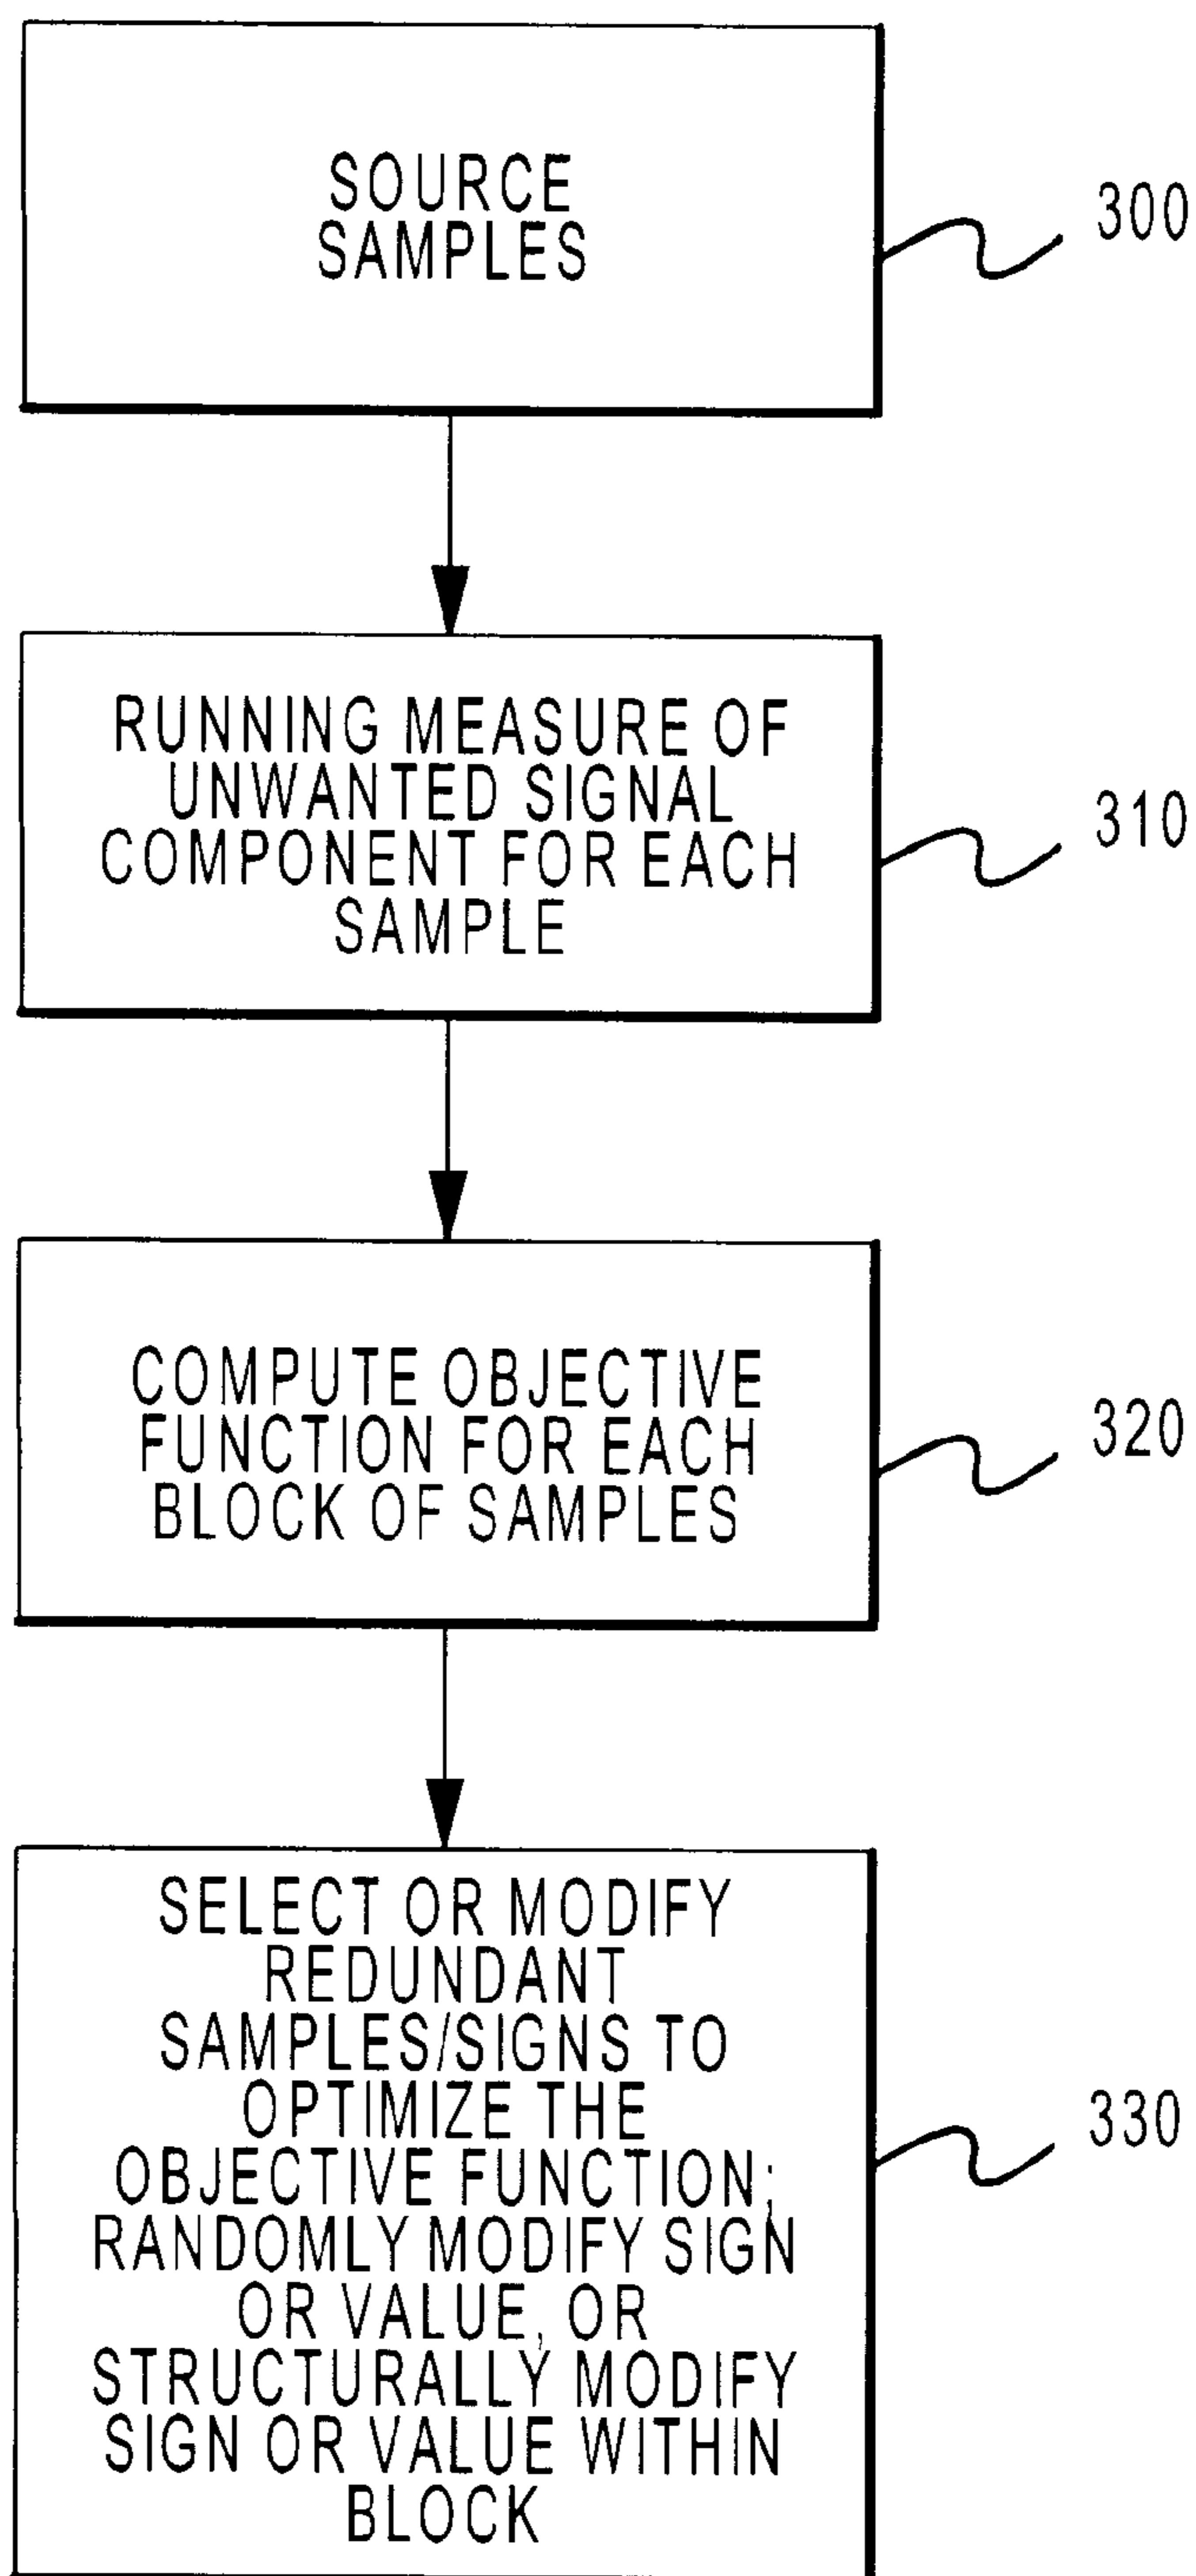 SOURCE
SAMPLES
300
RUNNING MEASURE OF
UNWANTED SIGNAL
COMPONENT FOR EACH
SAMPLE
310
COMPUTE OBJECTIVE
FUNCTION FOR EACH
BLOCK OF SAMPLES
320
SELECT OR MODIFY
REDUNDANT
SAMPLES/SIGNS TO
OPTIMIZE THE
OBJECTIVE FUNCTION;
RANDOMLY MODIFY SIGN
OR VALUE, OR
STRUCTURALLY MODIFY
SIGN OR VALUE WITHIN
BLOCK
330